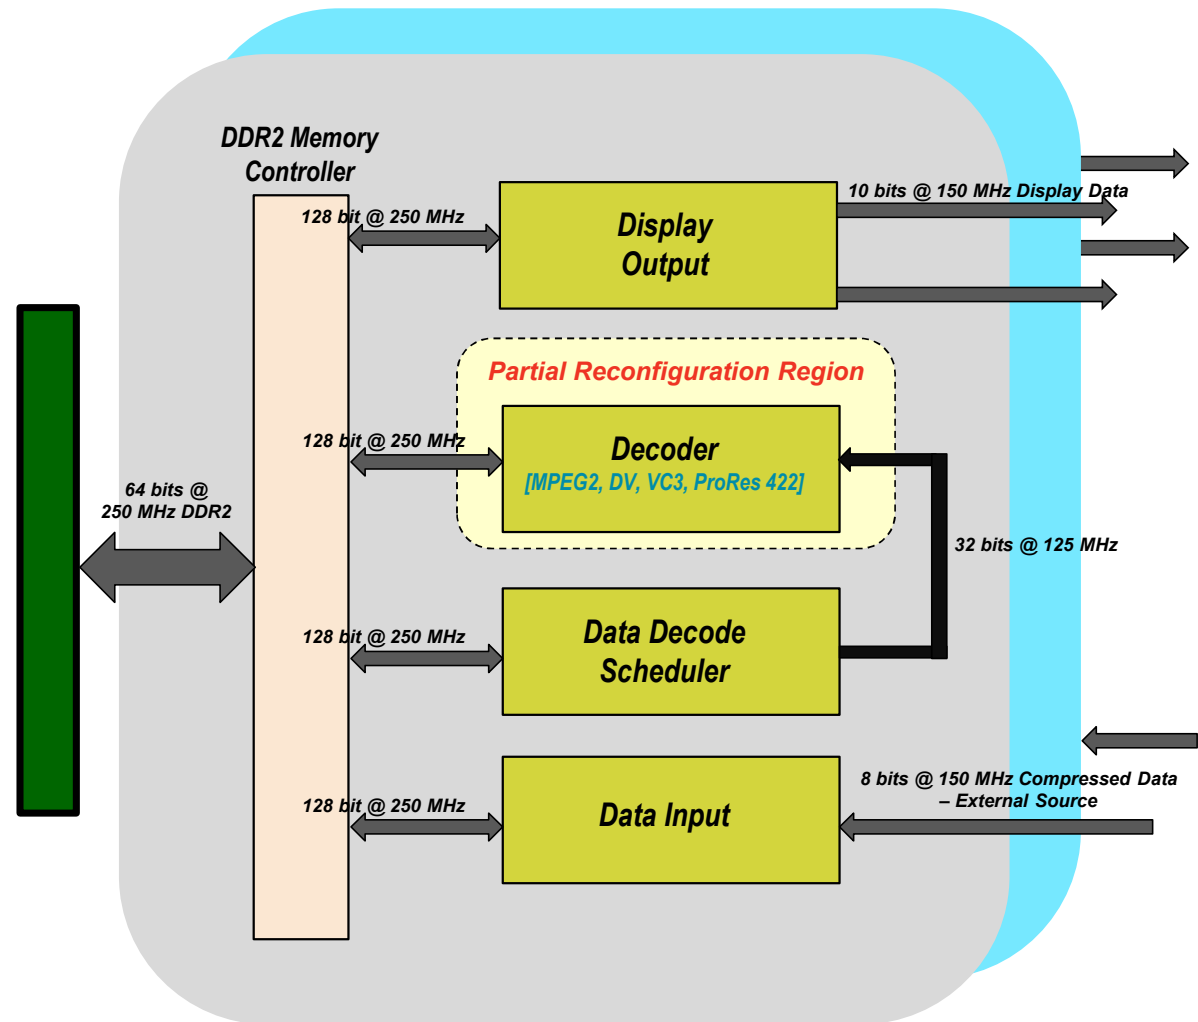 DDR2 Memory
Controller
128 bit @ 250 MHz
Display
Output
10 bits @ 150 MHz Display Data
Partial Reconfiguration Region
128 bit @ 250 MHz
Decoder
[MPEG2, DV, VC3, ProRes 422]
64 bits @
250 MHz DDR2
32 bits @ 125 MHz
128 bit @ 250 MHz
Data Decode
Scheduler
128 bit @ 250 MHz
Data Input
8 bits @ 150 MHz Compressed Data
– External Source